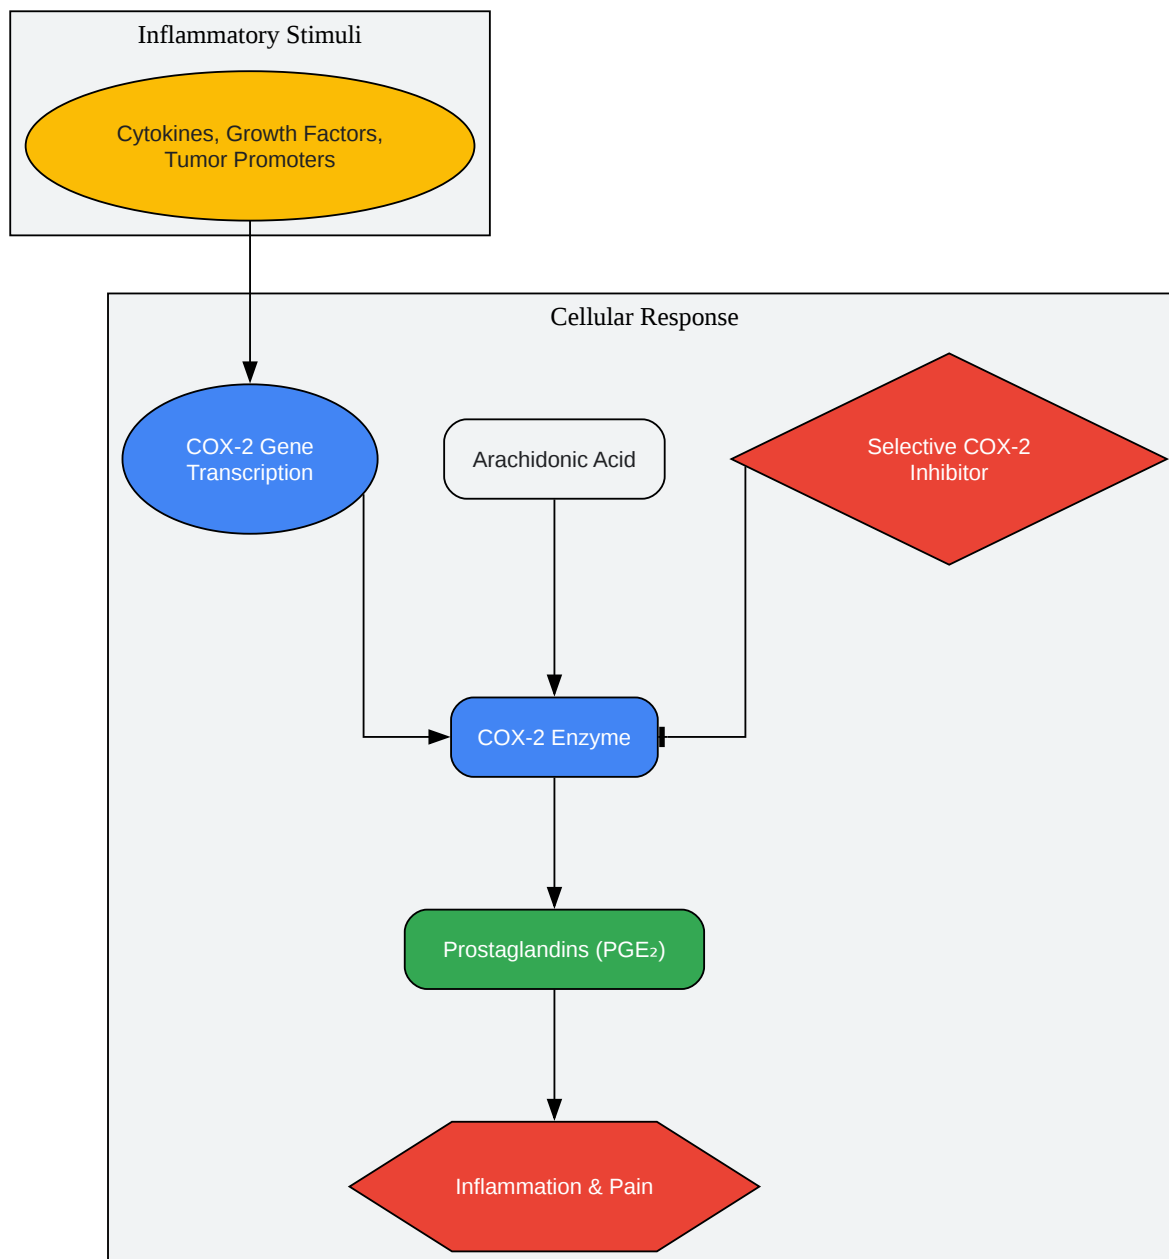 Inflammatory Stimuli
Cytokines, Growth Factors,
Tumor Promoters
Cellular Response
COX-2 Gene
Transcription
Arachidonic Acid
Selective COX-2
Inhibitor
COX-2 Enzyme
Prostaglandins (PGE₂)
Inflammation & Pain